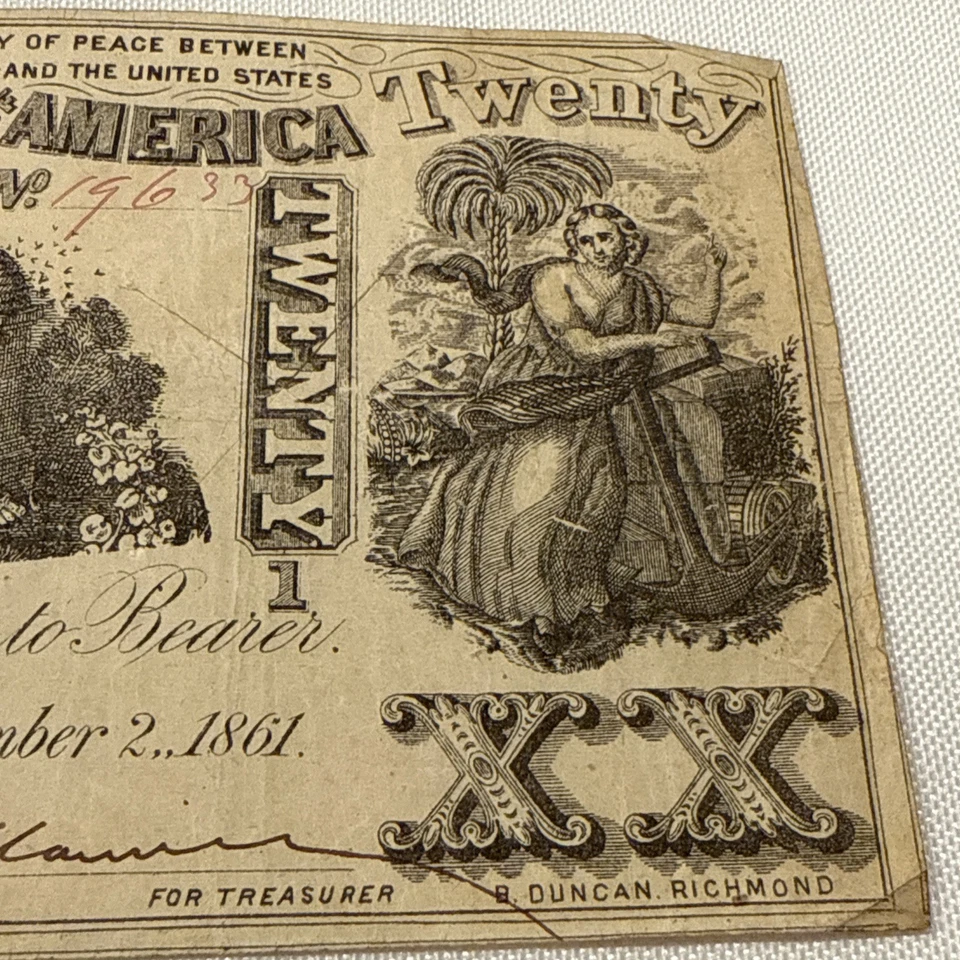 Y OF PEACE BETWEEN
AND THE UNITED STATES
Twenty
AMERICA
No. 19633
TWENTY
1
to Bearer.
mber 2,,1861.
XX
FOR TREASURER
B. DUNCAN. RICHMOND